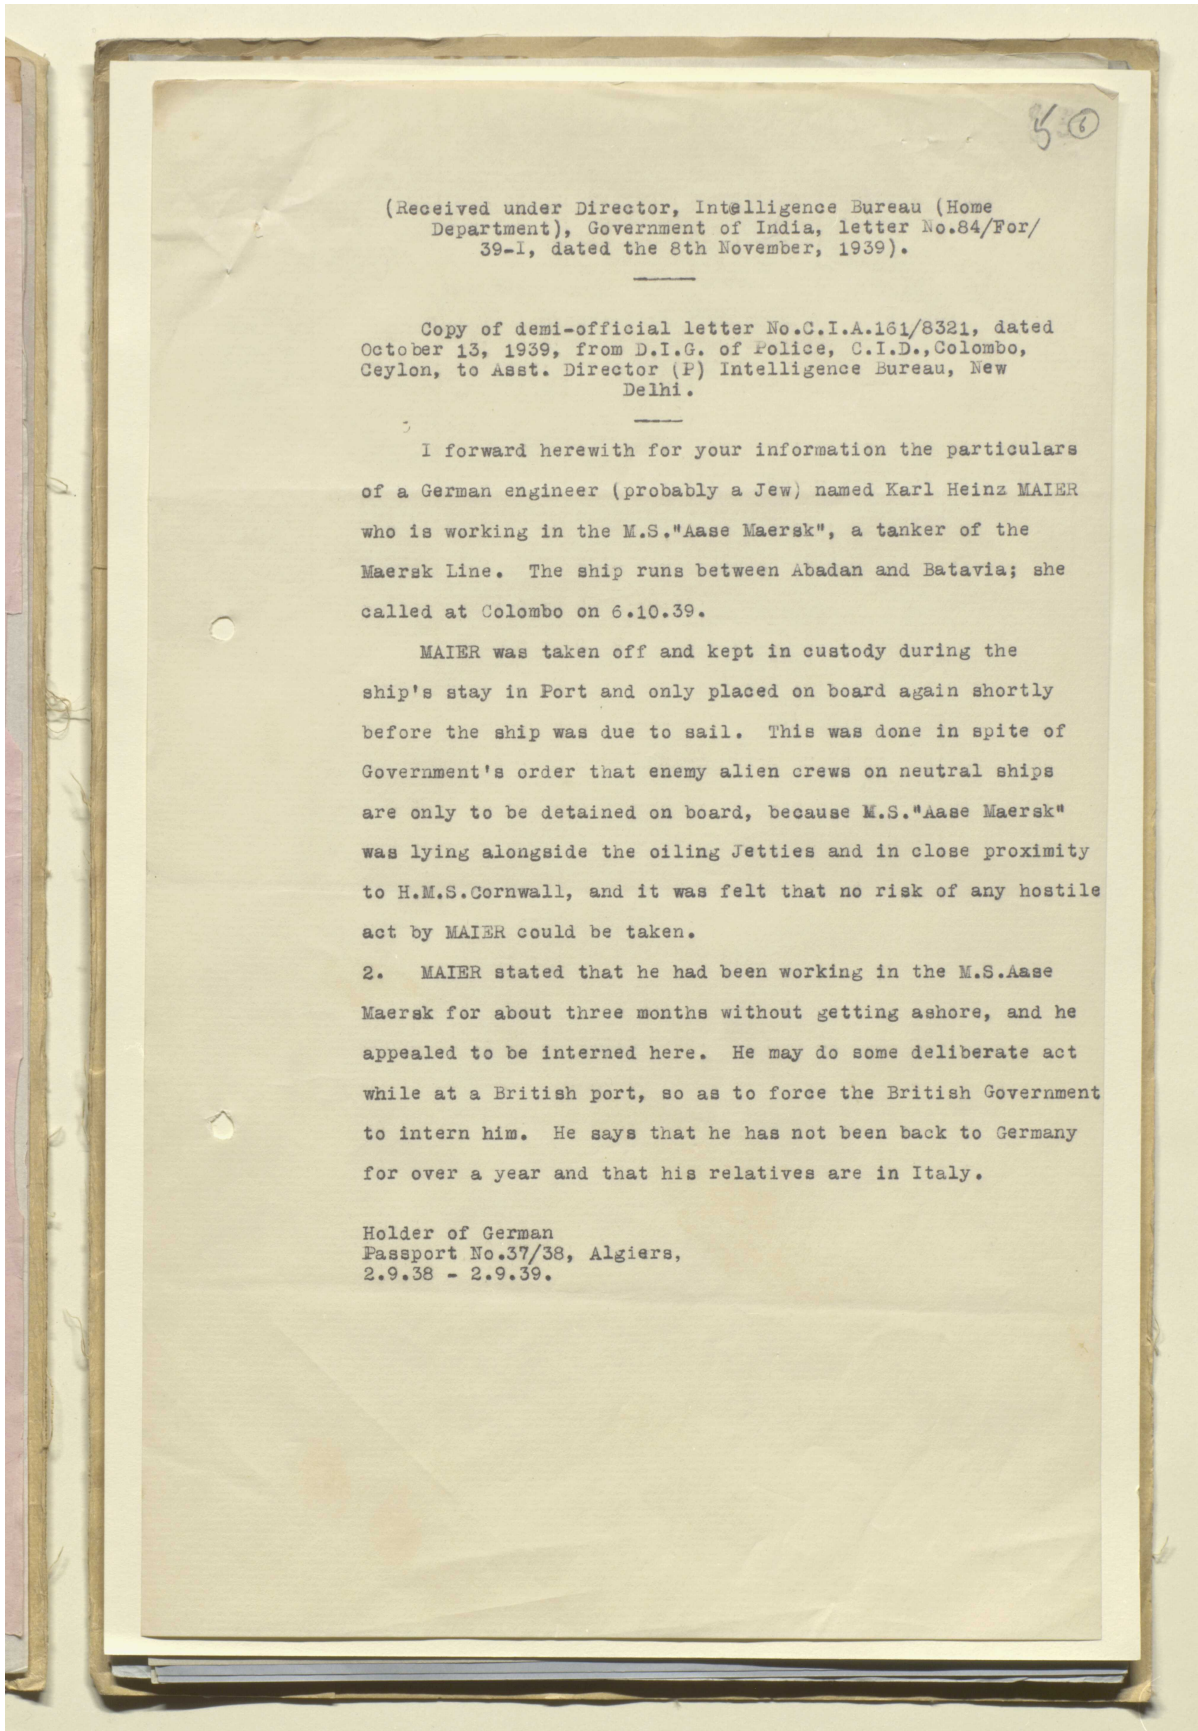 5 6
(Received under Director, Intelligence Bureau (Home
Department), Government of India, letter No.84/For/
39-I, dated the 8th November, 1939).
Copy of demi-official letter No.C.I.A.161/8321, dated
October 13, 1939, from D.I.G. of Police, C.I.D.,Colombo,
Ceylon, to Asst. Director (P) Intelligence Bureau, New
Delhi.
I forward herewith for your information the particulars
of a German engineer (probably a Jew) named Karl Heinz MAIER
who is working in the M.S."Aase Maersk", a tanker of the
Maersk Line. The ship runs between Abadan and Batavia; she
called at Colombo on 6.10.39.
MAIER was taken off and kept in custody during the
ship's stay in Port and only placed on board again shortly
before the ship was due to sail. This was done in spite of
Government's order that enemy alien crews on neutral ships
are only to be detained on board, because M.S."Aase Maersk"
was lying alongside the oiling Jetties and in close proximity
to H.M.S.Cornwall, and it was felt that no risk of any hostile
act by MAIER could be taken.
2. MAIER stated that he had been working in the M.S.Aase
Maersk for about three months without getting ashore, and he
appealed to be interned here. He may do some deliberate act
while at a British port, so as to force the British Government
to intern him. He says that he has not been back to Germany
for over a year and that his relatives are in Italy.
Holder of German
Passport No.37/38, Algiers,
2.9.38 - 2.9.39.